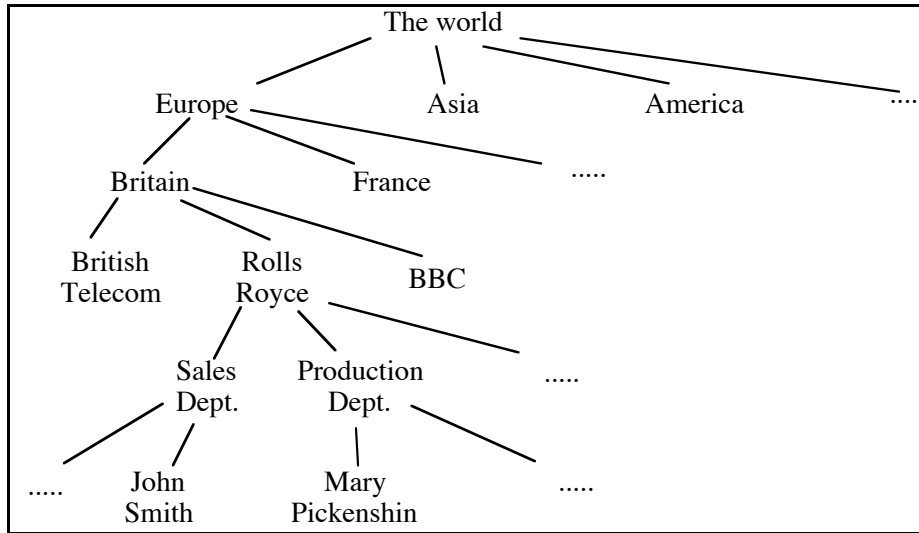 The world
Europe
Asia
America
.....
Britain
France
.....
British
Telecom
Rolls
Royce
BBC
Sales
Dept.
Production
Dept.
.....
.....
John
Smith
Mary
Pickenshin
.....